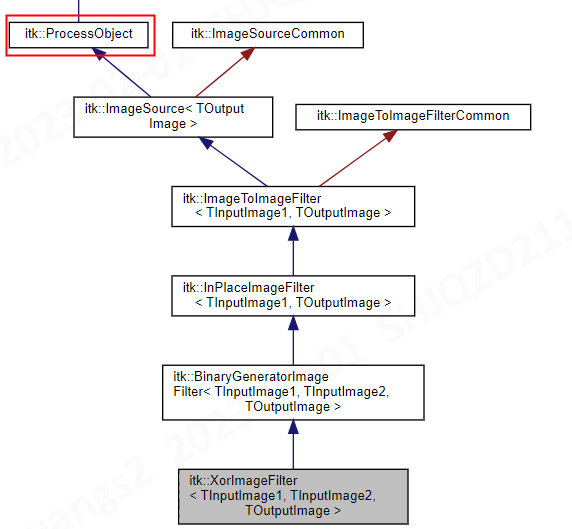 itk::ProcessObject
itk::ImageSourceCommon
itk::ImageSource< TOutput
Image >
itk::ImageToImageFilterCommon
itk::ImageToImageFilter
< TInputImage1, TOutputImage >
itk::InPlaceImageFilter
< TInputImage1, TOutputImage >
itk::BinaryGeneratorImage
Filter< TInputImage1, TInputImage2,
TOutputImage >
itk::XorImageFilter
< TInputImage1, TInputImage2,
TOutputImage >